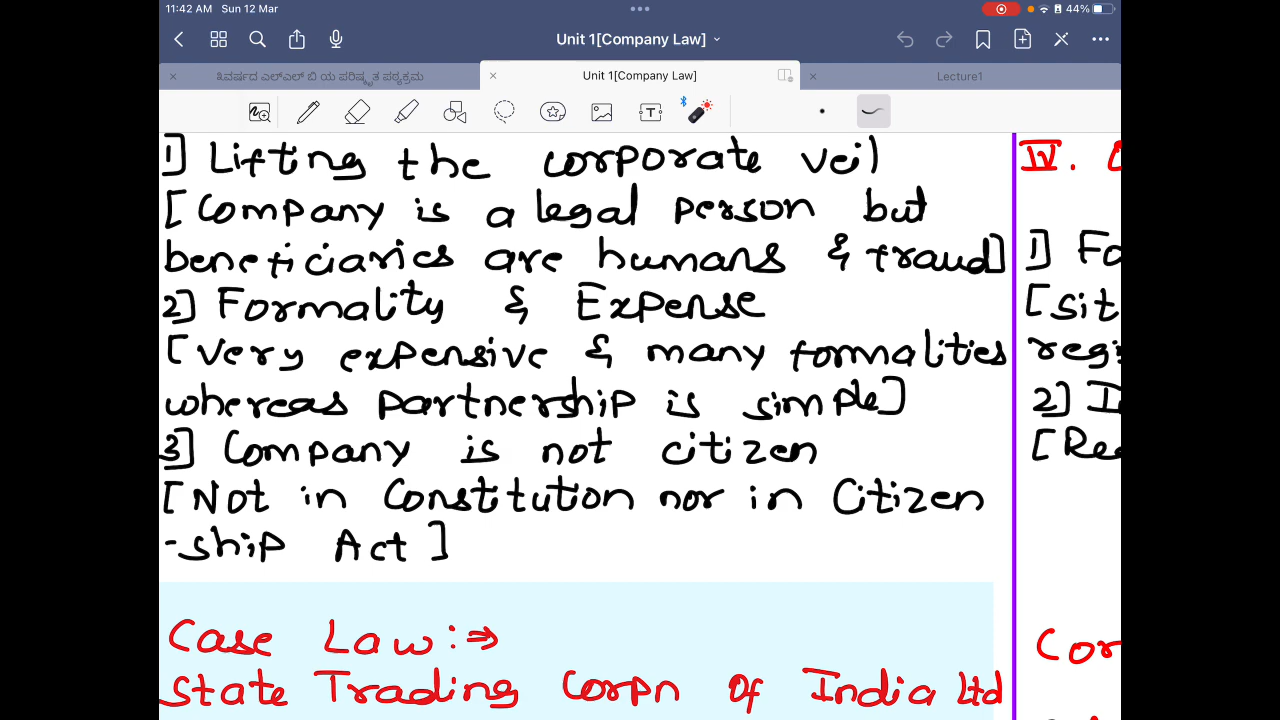 11:42 AM Sun 12 Mar
44%
Unit 1[Company Law]
೩ವರ್ಷದ ಎಲ್ಎಲ್ ಬಿ ಯ ಪರಿಷ್ಕೃತ ಪಠ್ಯಕ್ರಮ
Unit 1[Company Law]
Lecture1
1] Lifting the corporate veil
[Company is a legal person but
beneficiaries are humans & fraud]
2] Formality & Expense
[very expensive & many formalities
whereas partnership is simple]
3] Company is not citizen
[Not in Constitution nor in Citizen
-ship Act]
Case Law:⇒
State Trading Corpn Of India Ltd
IV.
1] Fo
[Sit
regi
2] I
[Rea
Cor